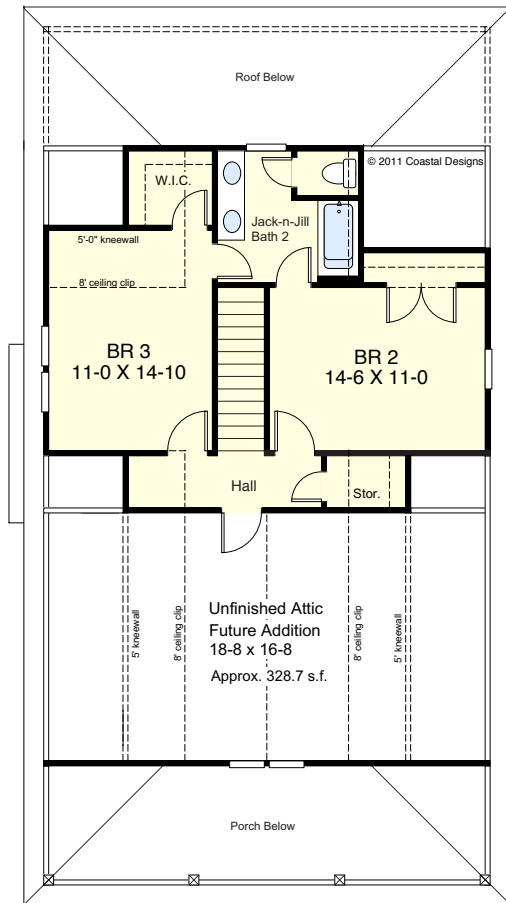 Roof Below
© 2011 Coastal Designs
W.I.C.
Jack-n-Jill
Bath 2
5'-0" kneewall
8' ceiling clip
BR 3
11-0 X 14-10
BR 2
14-6 X 11-0
Hall
Stor.
5' kneewall
8' ceiling clip
Unfinished Attic
Future Addition
18-8 x 16-8
Approx. 328.7 s.f.
8' ceiling clip
5' kneewall
Porch Below